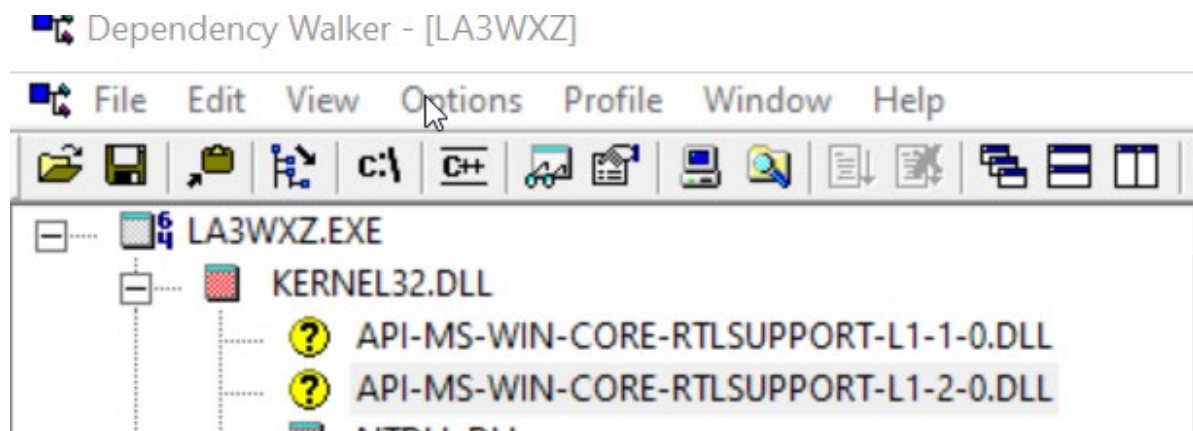 Dependency Walker - [LA3WXZ]
File Edit View Options Profile Window Help
c:\ C++
64 LA3WXZ.EXE
KERNEL32.DLL
API-MS-WIN-CORE-RTLSUPPORT-L1-1-0.DLL
API-MS-WIN-CORE-RTLSUPPORT-L1-2-0.DLL